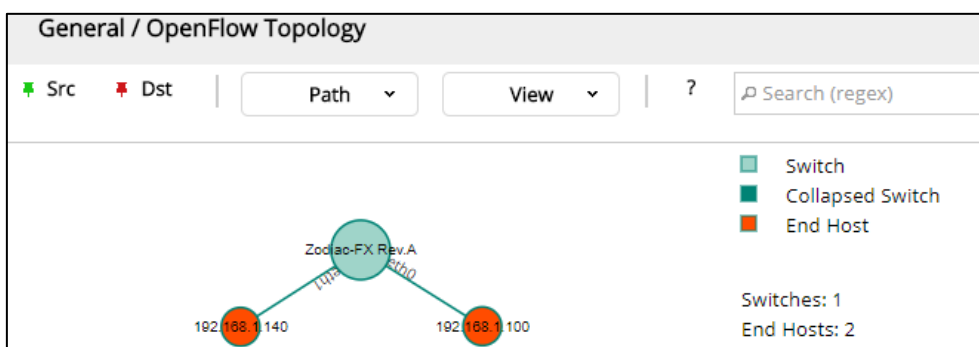 General / OpenFlow Topology
Src Dst Path View ? Search (regex)
Switch
Collapsed Switch
End Host
Zodiac-FX Rev.A
eth1 eth0
192.168.1.140 192.168.1.100
Switches: 1
End Hosts: 2